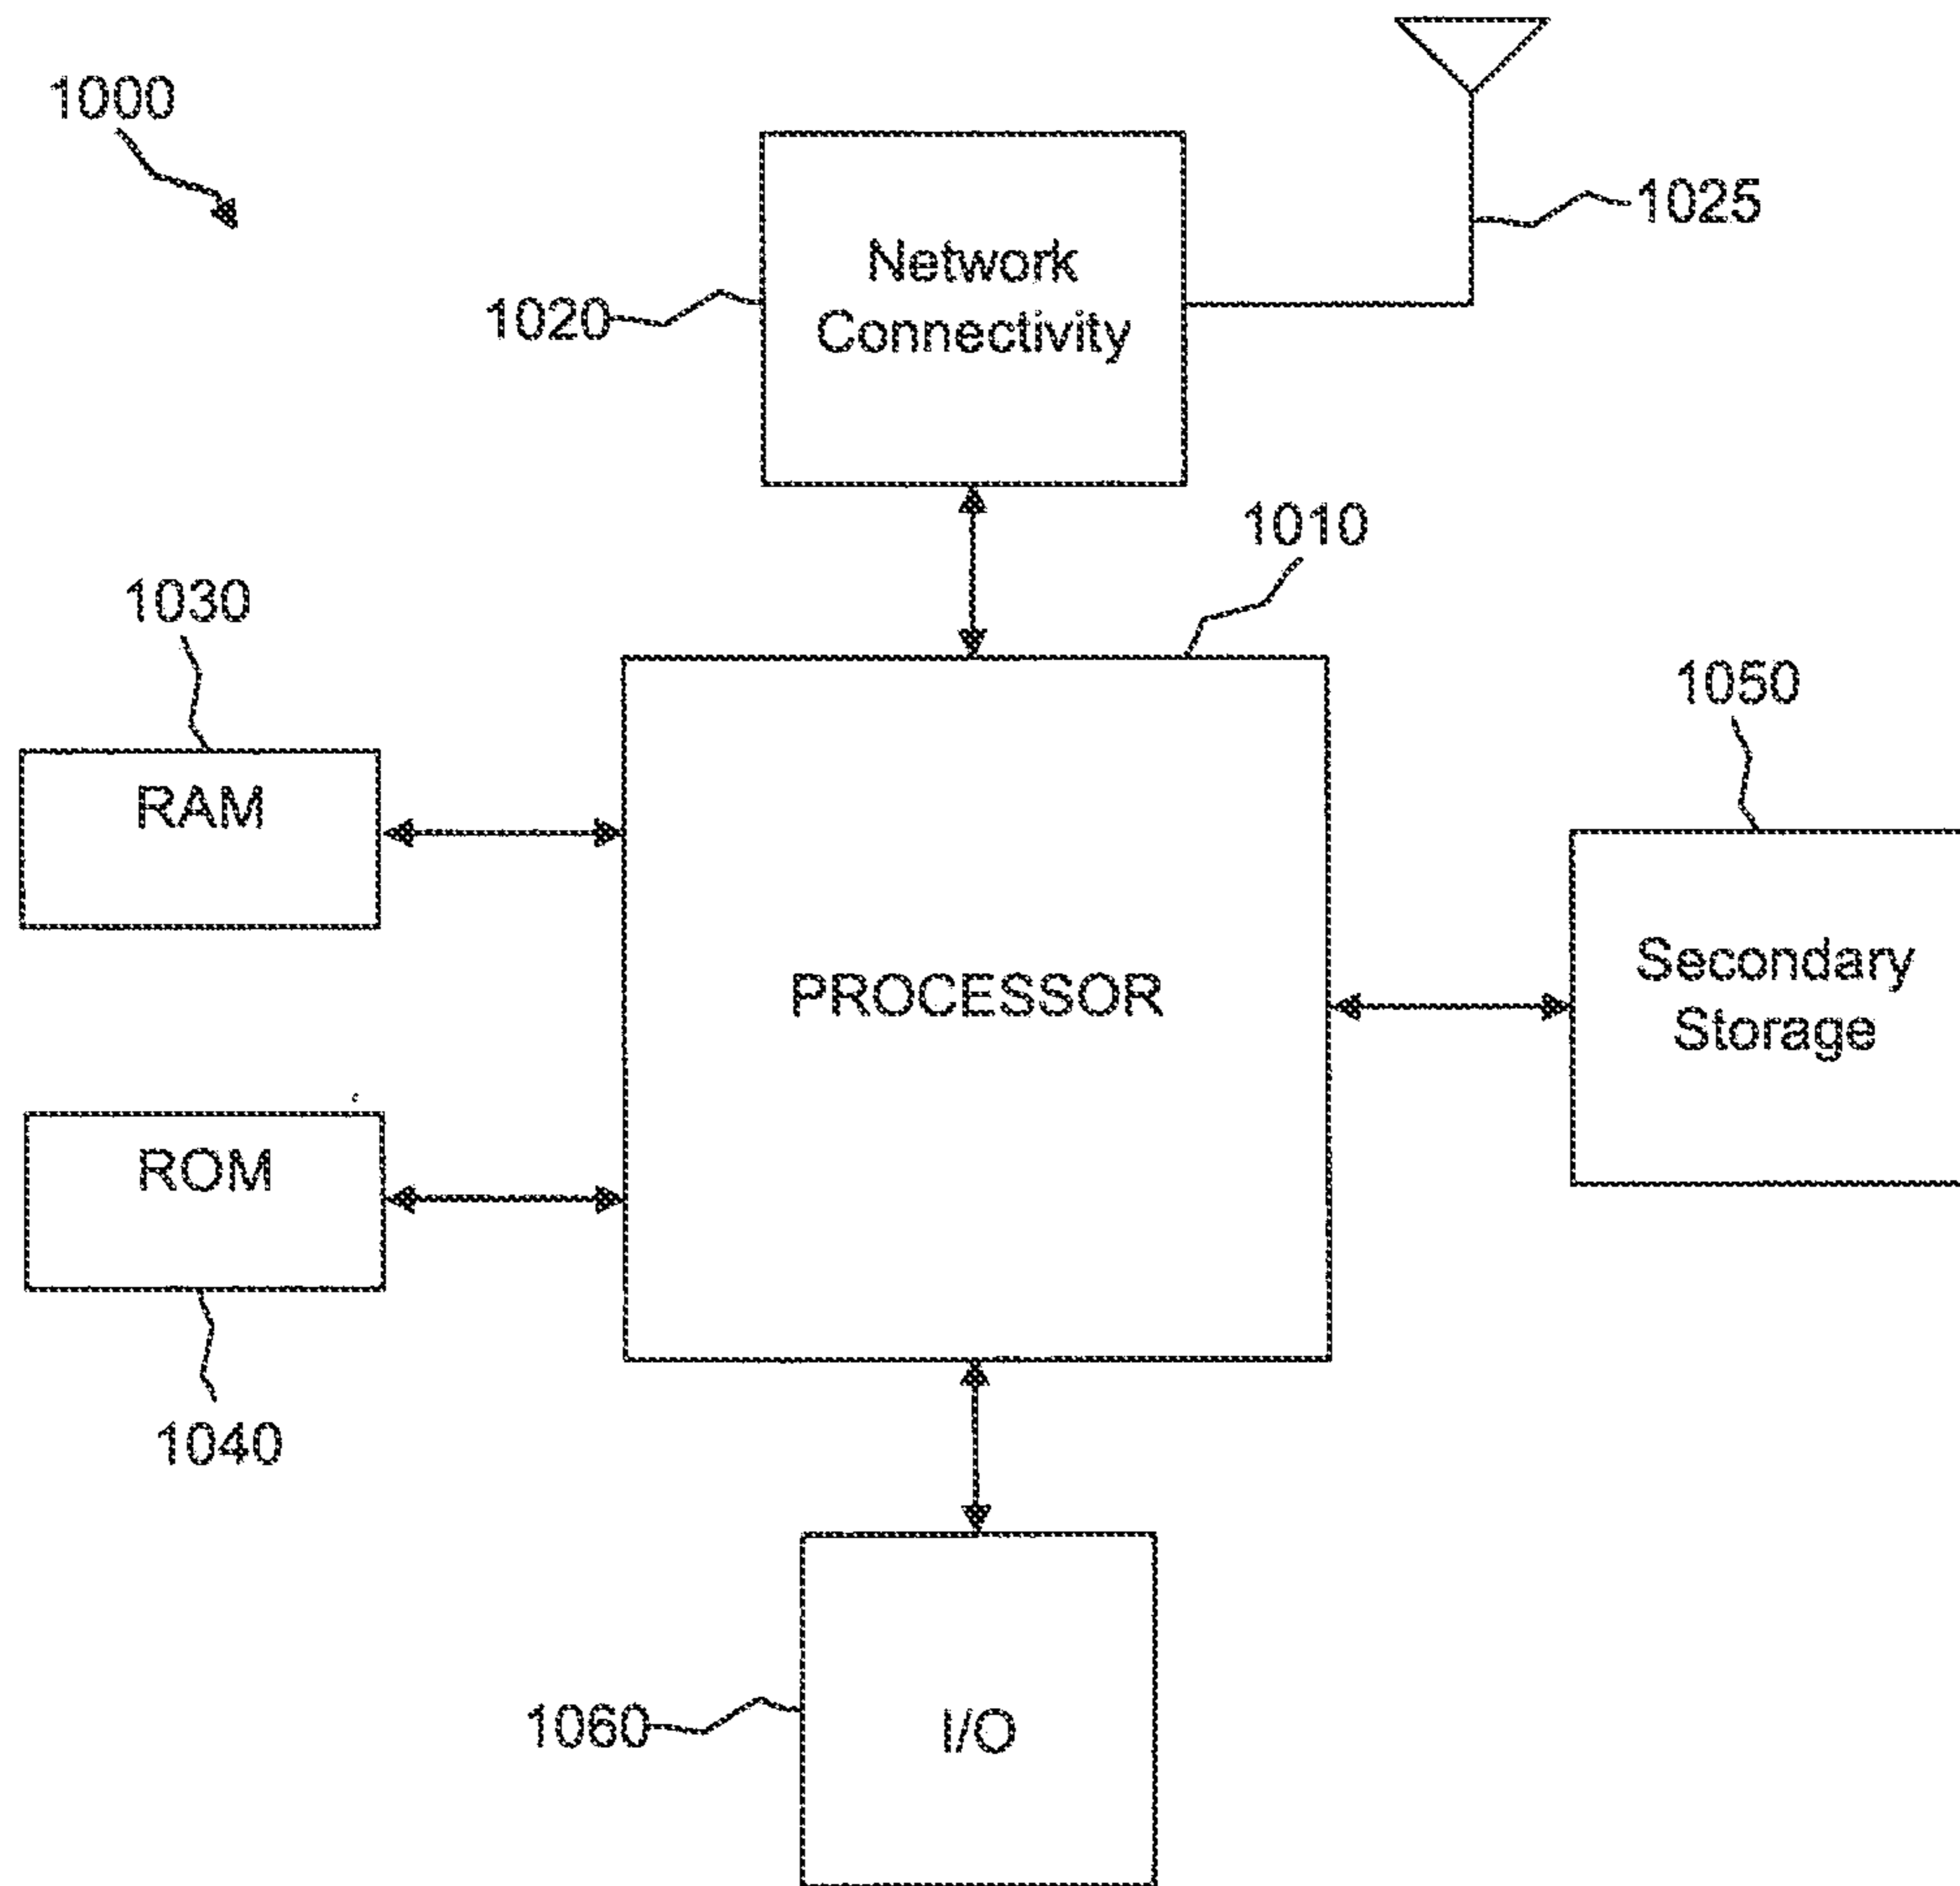 1000
1025
Network
Connectivity
1020
1010
1030
1050
RAM
Secondary
Storage
PROCESSOR
ROM
1040
1060
I/O